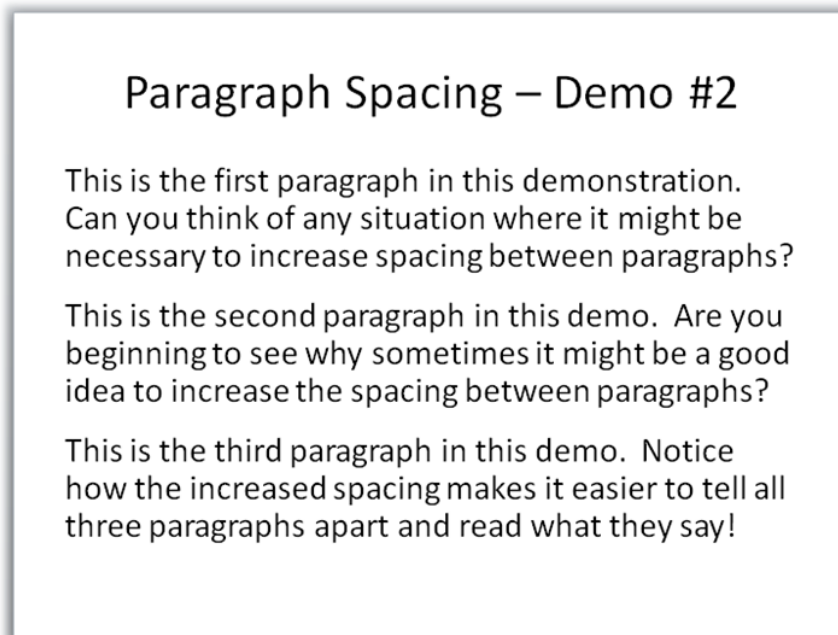 Paragraph Spacing – Demo #2
This is the first paragraph in this demonstration.
Can you think of any situation where it might be
necessary to increase spacing between paragraphs?
This is the second paragraph in this demo.  Are you
beginning to see why sometimes it might be a good
idea to increase the spacing between paragraphs?
This is the third paragraph in this demo.  Notice
how the increased spacing makes it easier to tell all
three paragraphs apart and read what they say!